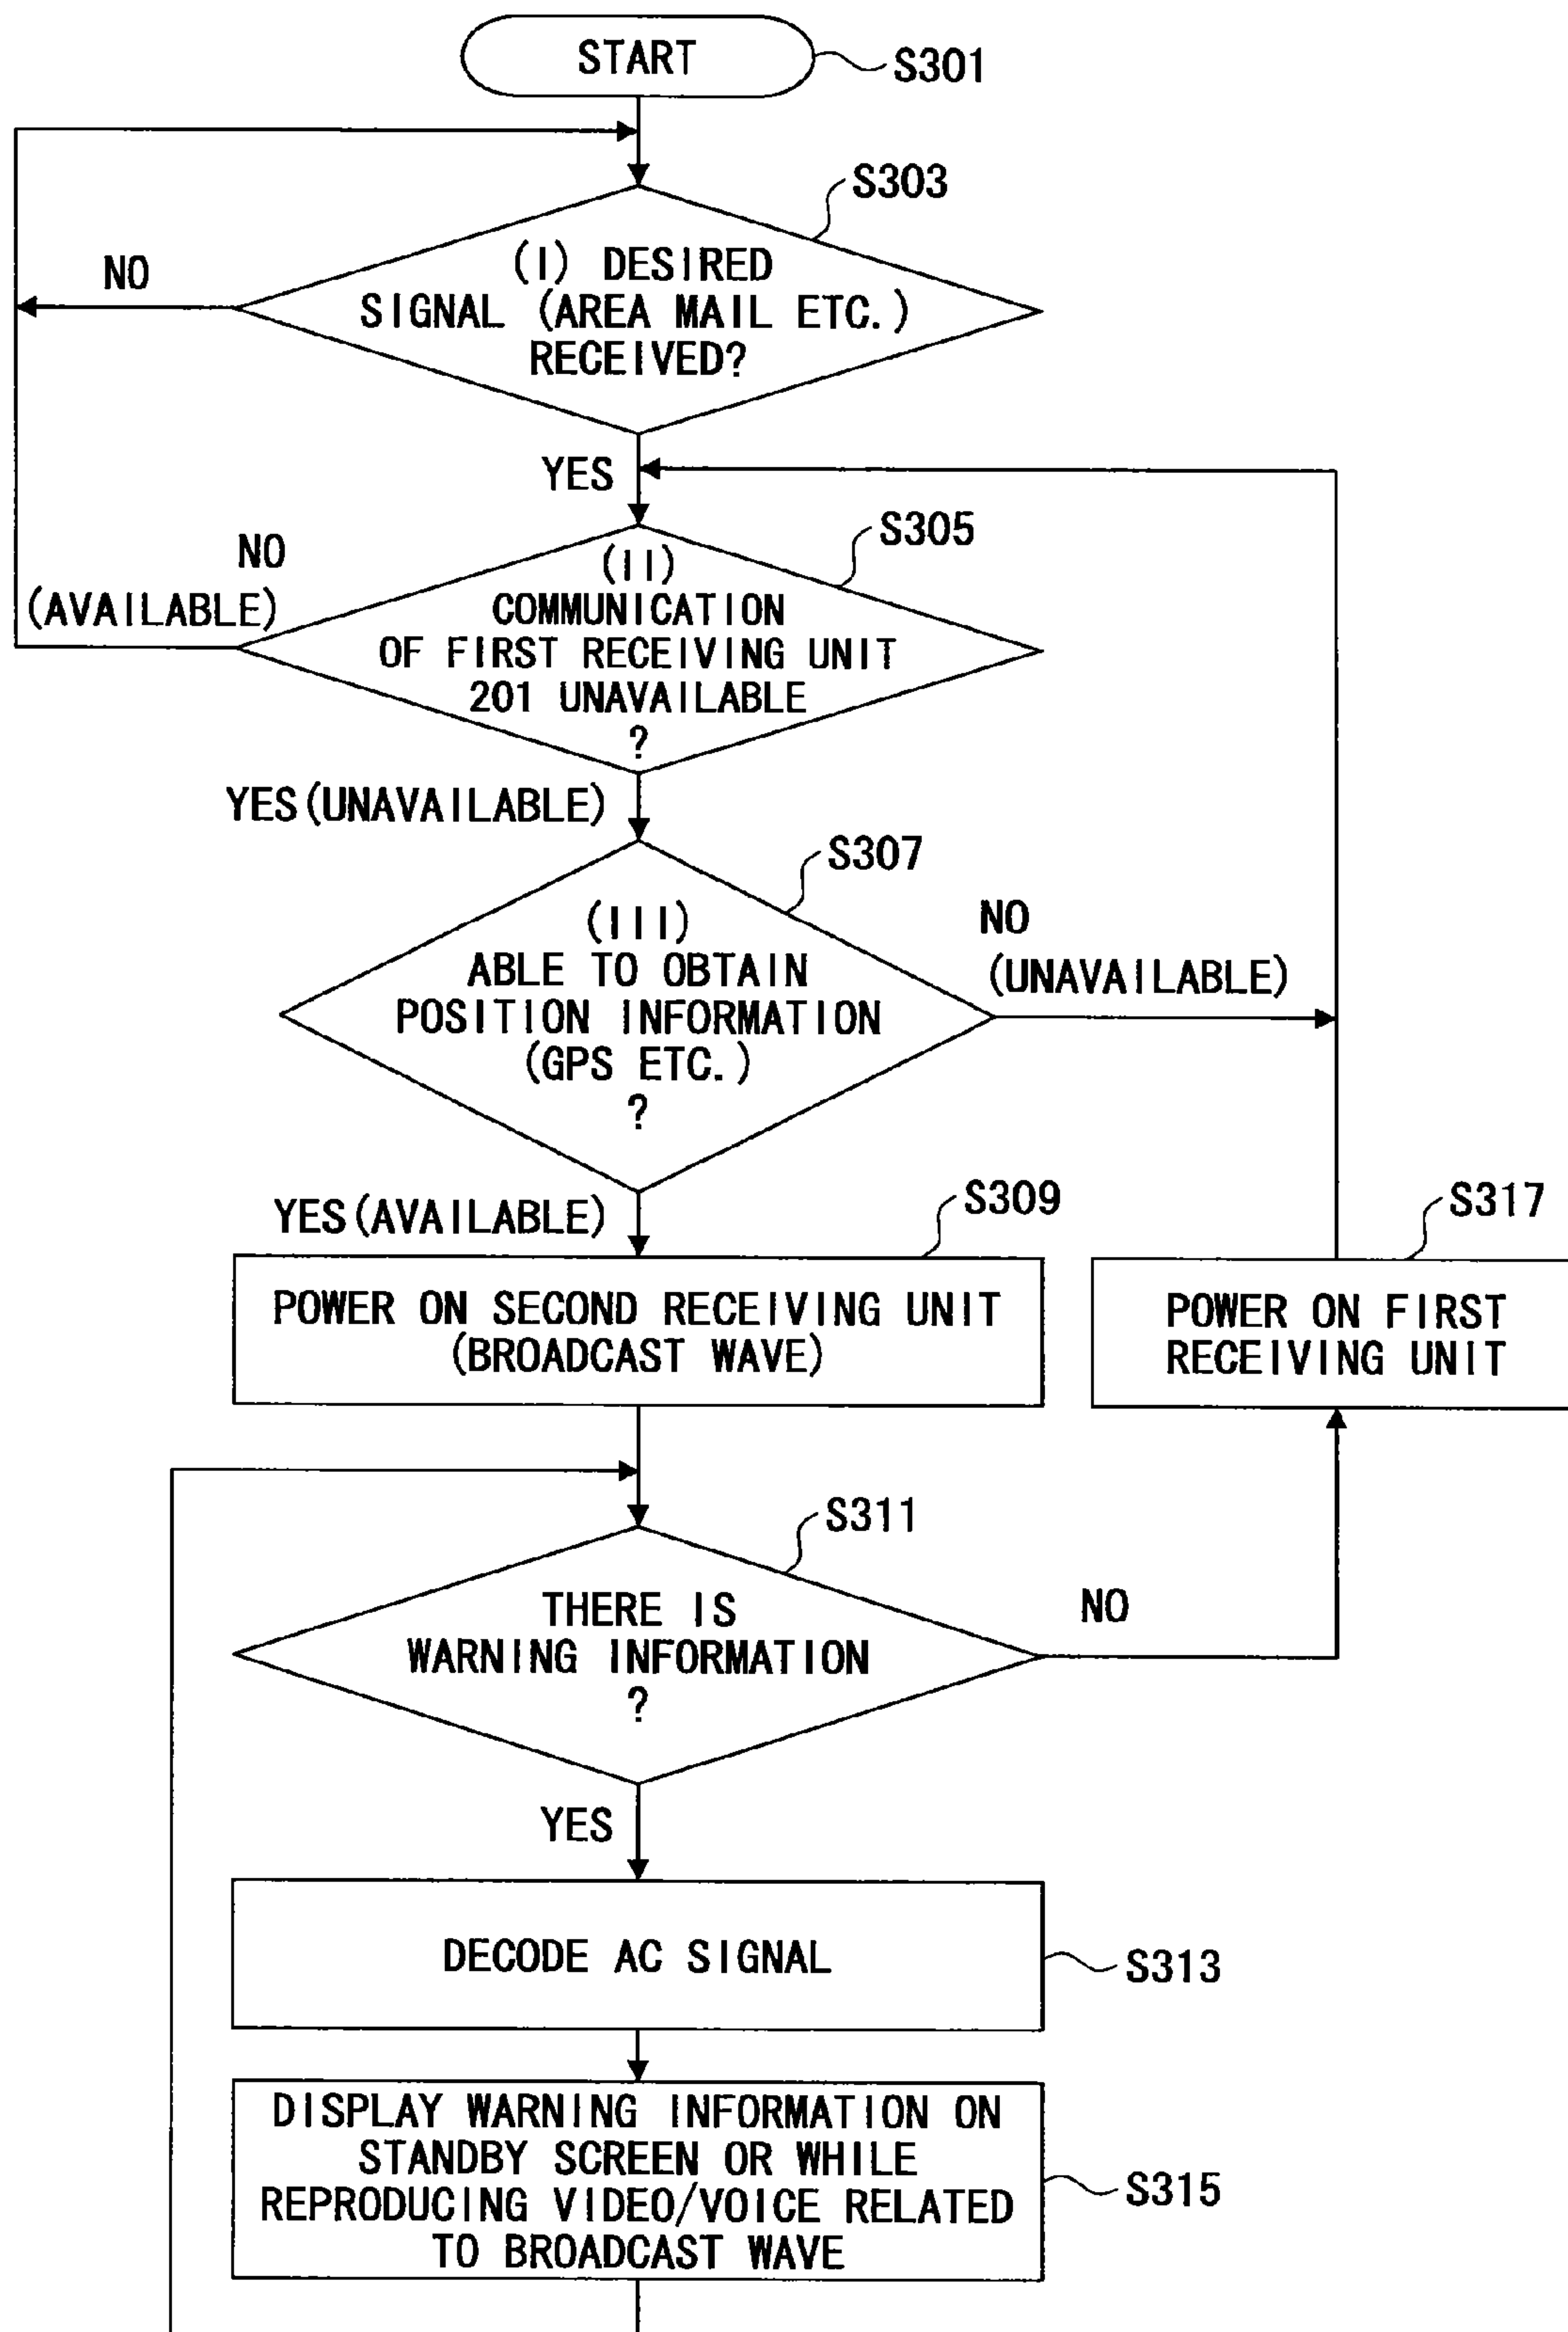 START
S301
S303
NO
(I) DESIRED
SIGNAL (AREA MAIL ETC.)
RECEIVED?
YES
S305
NO
(AVAILABLE)
(II)
COMMUNICATION
OF FIRST RECEIVING UNIT
201 UNAVAILABLE
?
YES(UNAVAILABLE)
S307
(III)
ABLE TO OBTAIN
POSITION INFORMATION
(GPS ETC.)
?
NO
(UNAVAILABLE)
YES(AVAILABLE)
S309
POWER ON SECOND RECEIVING UNIT
(BROADCAST WAVE)
S317
POWER ON FIRST
RECEIVING UNIT
S311
THERE IS
WARNING INFORMATION
?
NO
YES
DECODE AC SIGNAL
S313
DISPLAY WARNING INFORMATION ON
STANDBY SCREEN OR WHILE
REPRODUCING VIDEO/VOICE RELATED
TO BROADCAST WAVE
S315